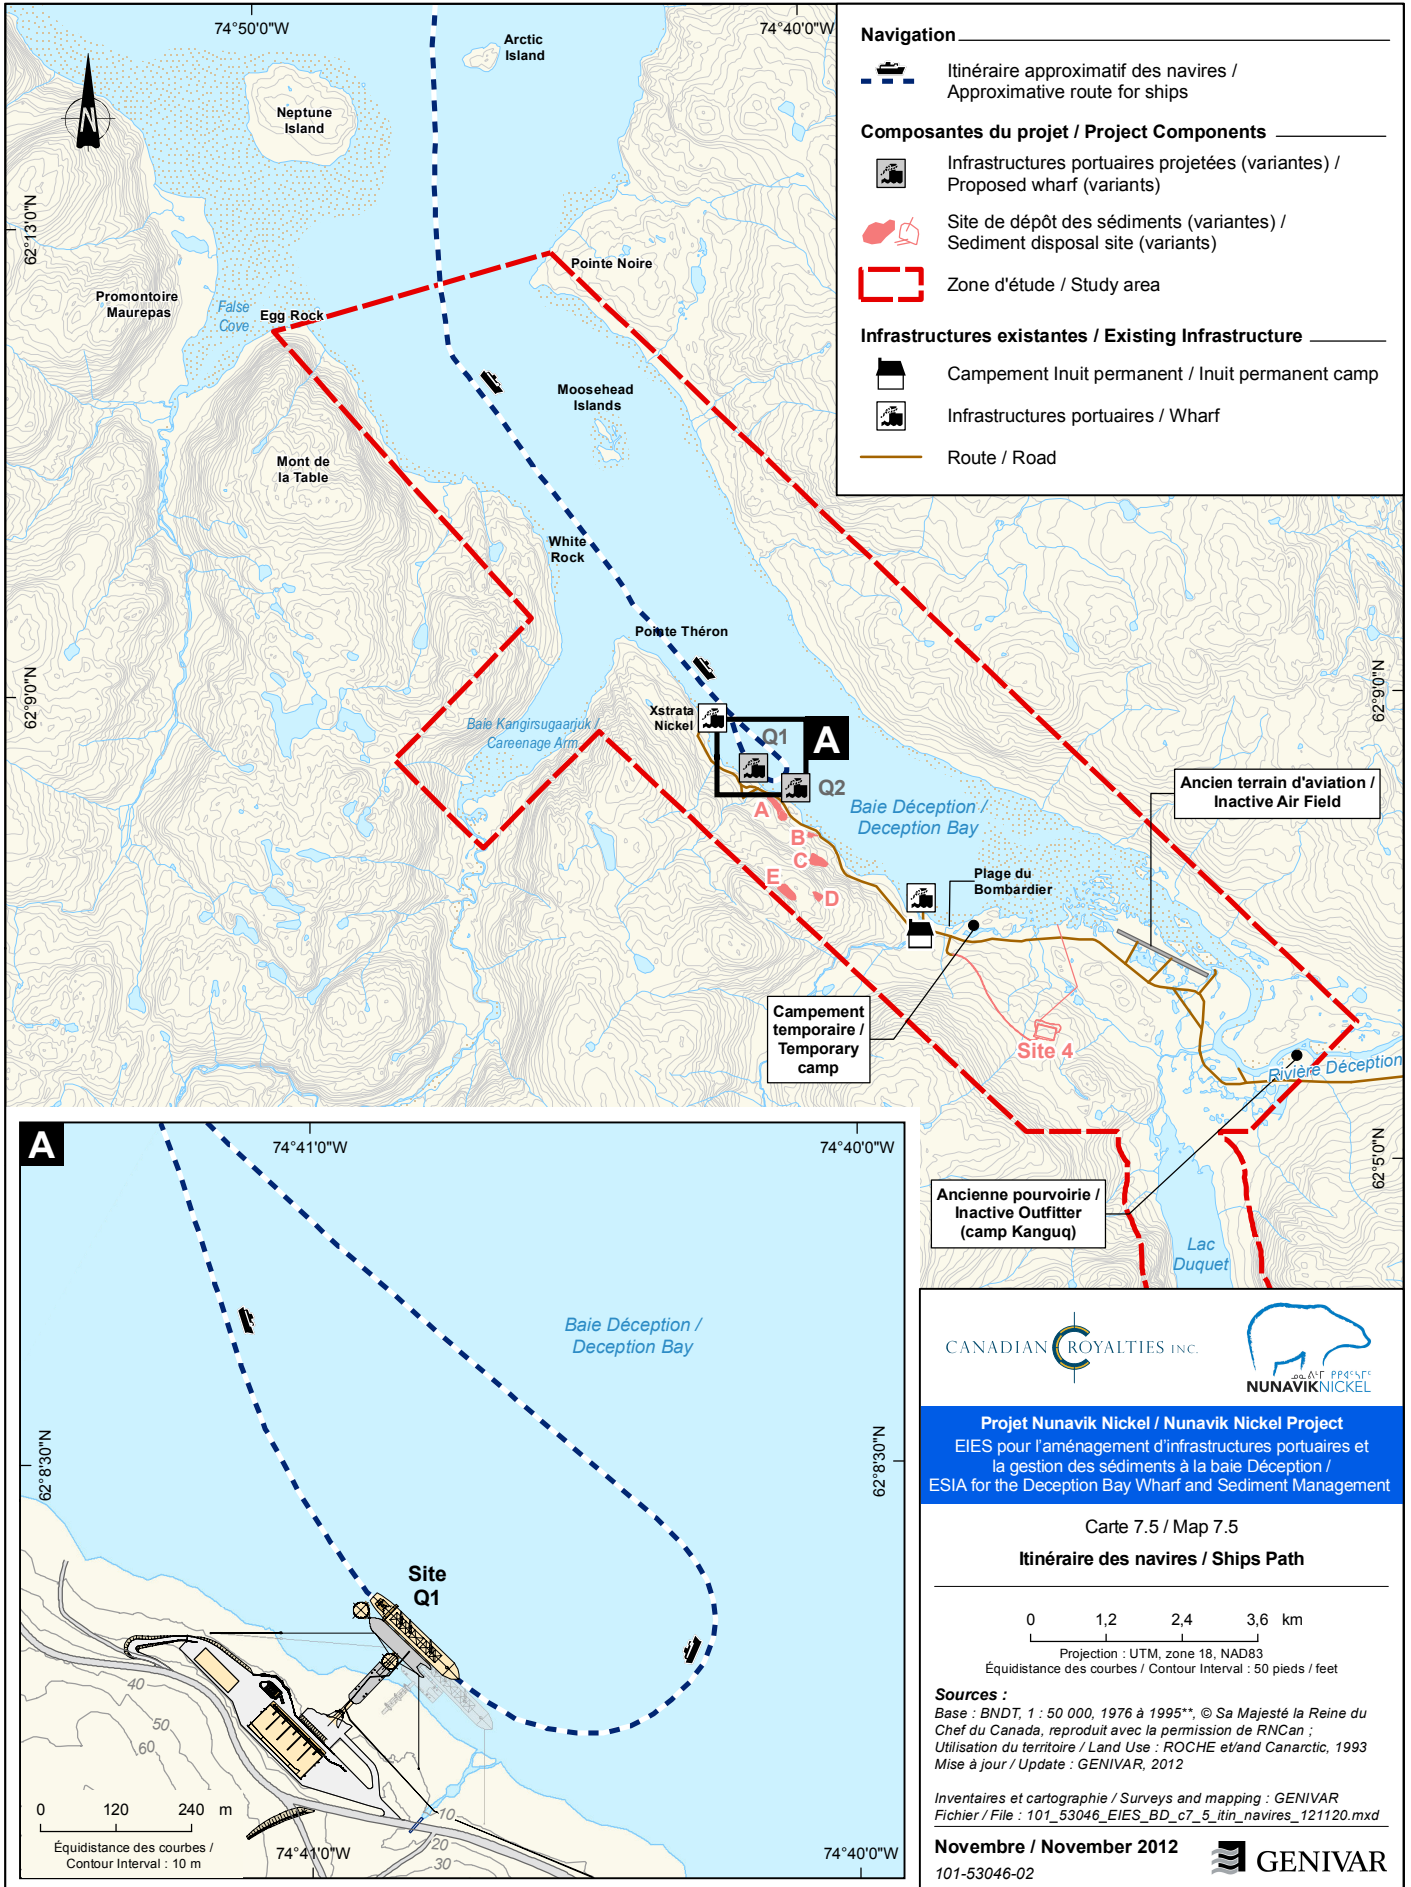 74°50'0"W
74°40'0"W
Arctic
Island
Neptune
Island
62°13'0"N
Pointe Noire
Promontoire
Maurepas
False
Cove
Egg Rock
Moosehead
Islands
Mont de
la Table
White
Rock
Pointe Théron
62°9'0"N
62°9'0"N
Xstrata
Nickel
Baie Kangirsugaarjuk /
Careenage Arm
Q1
A
Q2
A
B
C
D
E
Baie Déception /
Deception Bay
Ancien terrain d'aviation /
Inactive Air Field
Plage du
Bombardier
Campement
temporaire /
Temporary
camp
Site 4
Rivière Déception
62°5'0"N
Ancienne pourvoirie /
Inactive Outfitter
(camp Kanguq)
Lac
Duquet
N
Navigation
Itinéraire approximatif des navires /
Approximative route for ships
Composantes du projet / Project Components
Infrastructures portuaires projetées (variantes) /
Proposed wharf (variants)
Site de dépôt des sédiments (variantes) /
Sediment disposal site (variants)
Zone d'étude / Study area
Infrastructures existantes / Existing Infrastructure
Campement Inuit permanent / Inuit permanent camp
Infrastructures portuaires / Wharf
Route / Road
A
74°41'0"W
74°40'0"W
Baie Déception /
Deception Bay
62°8'30"N
62°8'30"N
Site
Q1
40
50
60
10
20
30
0 120 240 m
Équidistance des courbes /
Contour Interval : 10 m
74°41'0"W
74°40'0"W
CANADIAN ROYALTIES INC.
NUNAVIKNICKEL
Projet Nunavik Nickel / Nunavik Nickel Project
EIES pour l'aménagement d'infrastructures portuaires et
la gestion des sédiments à la baie Déception /
ESIA for the Deception Bay Wharf and Sediment Management
Carte 7.5 / Map 7.5
Itinéraire des navires / Ships Path
0 1,2 2,4 3,6 km
Projection : UTM, zone 18, NAD83
Équidistance des courbes / Contour Interval : 50 pieds / feet
Sources :
Base : BNDT, 1 : 50 000, 1976 à 1995**, © Sa Majesté la Reine du
Chef du Canada, reproduit avec la permission de RNCan ;
Utilisation du territoire / Land Use : ROCHE et/and Canarctic, 1993
Mise à jour / Update : GENIVAR, 2012
Inventaires et cartographie / Surveys and mapping : GENIVAR
Fichier / File : 101_53046_EIES_BD_c7_5_itin_navires_121120.mxd
Novembre / November 2012
101-53046-02
GENIVAR